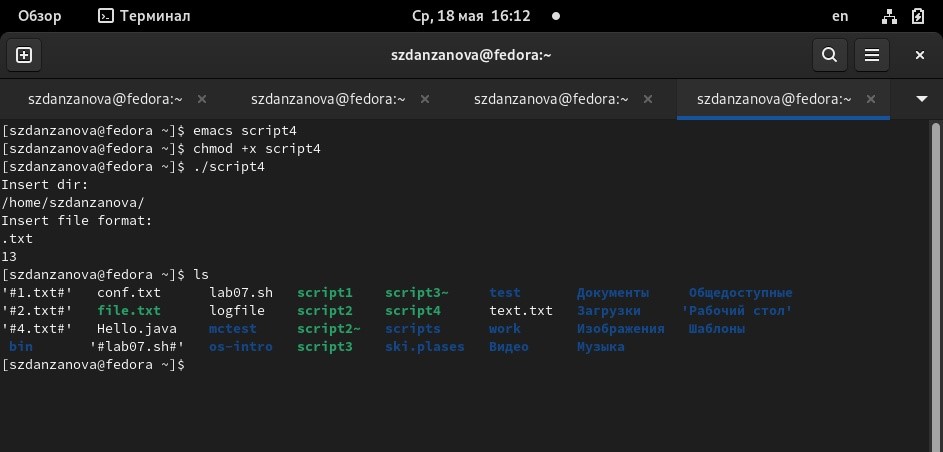 Обзор Терминал Ср, 18 мая 16:12 en
szdanzanova@fedora:~
szdanzanova@fedora:~ szdanzanova@fedora:~ szdanzanova@fedora:~ szdanzanova@fedora:~
[szdanzanova@fedora ~]$ emacs script4
[szdanzanova@fedora ~]$ chmod +x script4
[szdanzanova@fedora ~]$ ./script4
Insert dir:
/home/szdanzanova/
Insert file format:
.txt
13
[szdanzanova@fedora ~]$ ls
'#1.txt#' conf.txt lab07.sh script1 script3~ test Документы Общедоступные
'#2.txt#' file.txt logfile script2 script4 text.txt Загрузки 'Рабочий стол'
'#4.txt#' Hello.java mctest script2~ scripts work Изображения Шаблоны
bin '#lab07.sh#' os-intro script3 ski.plases Видео Музыка
[szdanzanova@fedora ~]$